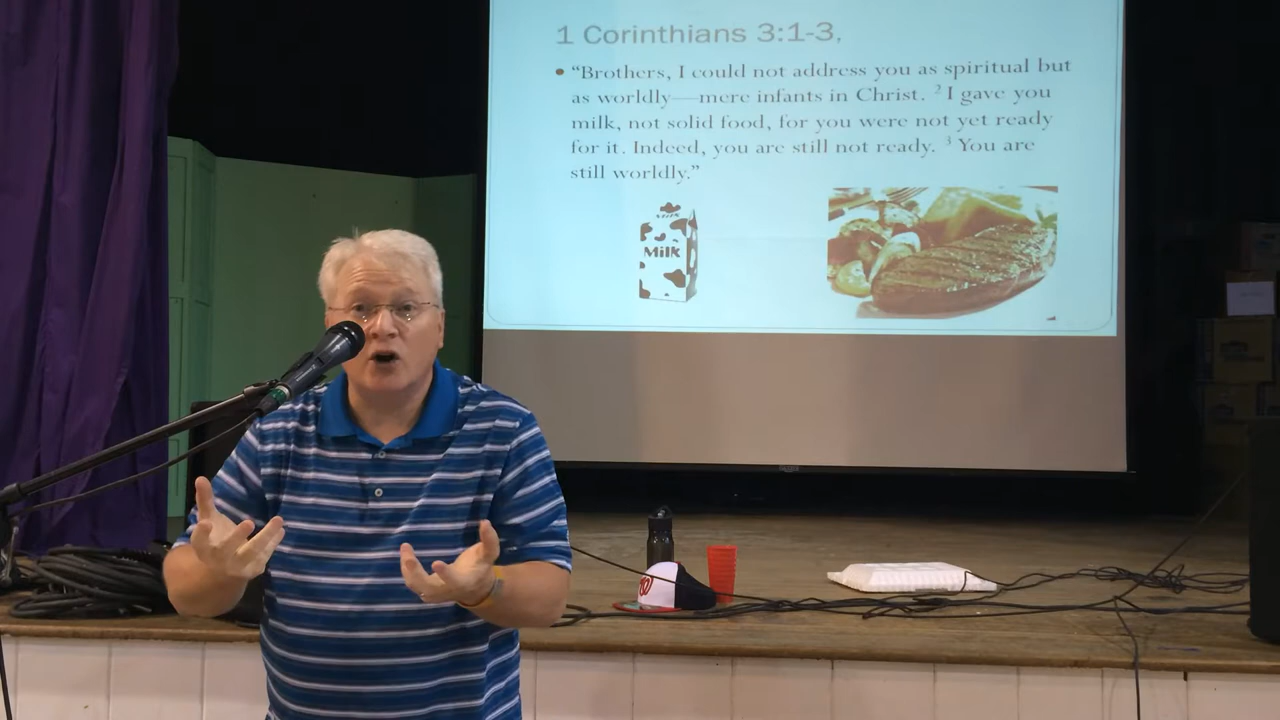 1 Corinthians 3:1-3,
• “Brothers, I could not address you as spiritual but
as worldly—mere infants in Christ. ² I gave you
milk, not solid food, for you were not yet ready
for it. Indeed, you are still not ready. ³ You are
still worldly.”
Milk
W